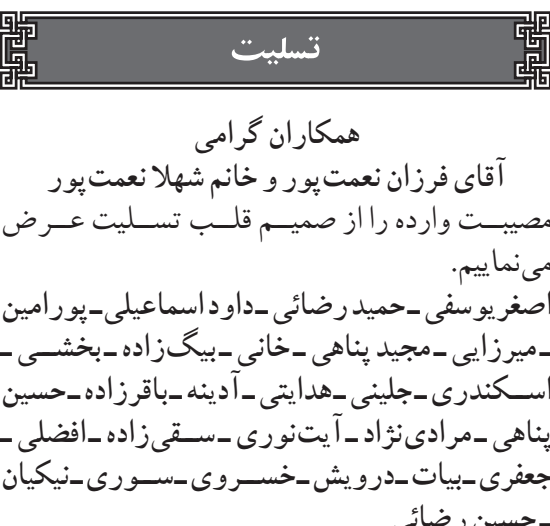 تسلیت
همکاران گرامی
آقای فرزان نعمت‌پور و خانم شهلا نعمت‌پور
مصیبت وارده را از صمیم قلب تسلیت عرض
می‌نماییم.
اصغر یوسفی ـ حمید رضائی ـ داود اسماعیلی ـ پورامین
ـ میرزایی ـ مجید پناهی ـ خانی ـ بیگ‌زاده ـ بخشی ـ
اسکندری ـ جلینی ـ هدایتی ـ آدینه ـ باقرزاده ـ حسین
پناهی ـ مرادی‌نژاد ـ آیت‌نوری ـ سقی‌زاده ـ افضلی ـ
جعفری ـ بیات ـ درویش ـ خسروی ـ سوری ـ نیکیان
ـ حسین رضائی